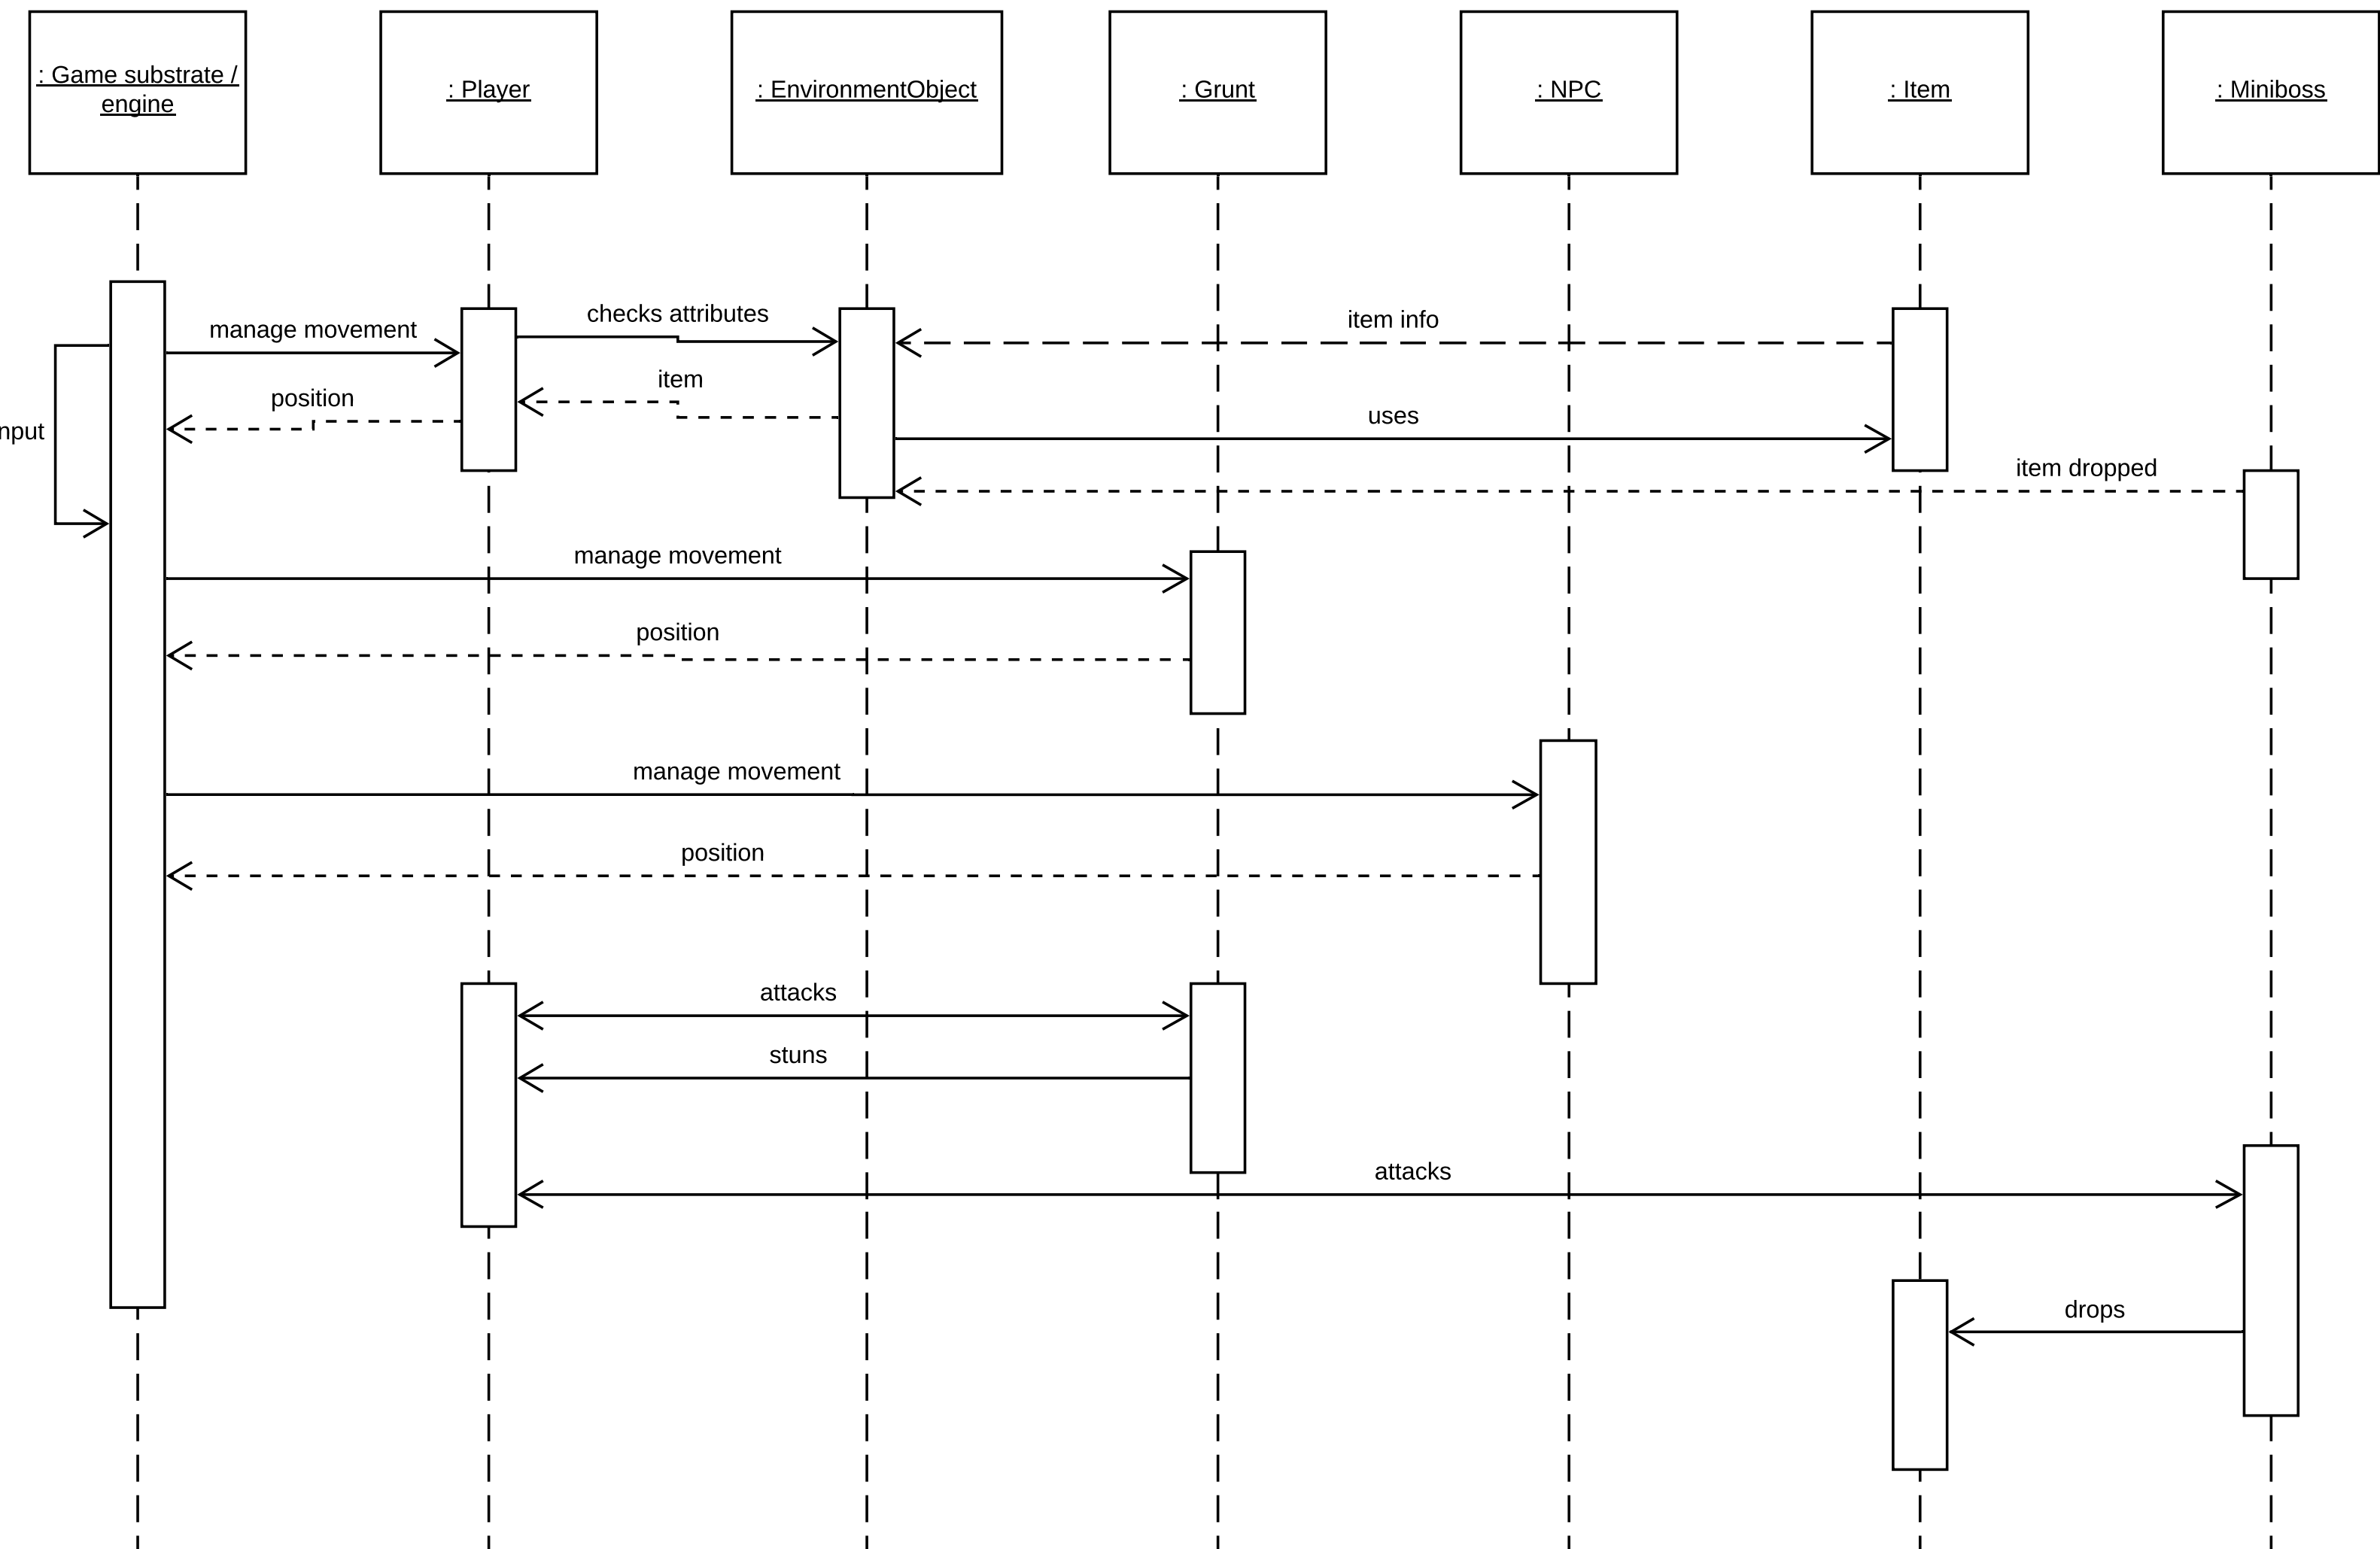 : Game substrate /
engine
: Player
: EnvironmentObject
: Grunt
: NPC
: Item
: Miniboss
checks attributes
item info
manage movement
item
position
uses
item dropped
manage movement
position
manage movement
position
attacks
stuns
attacks
drops